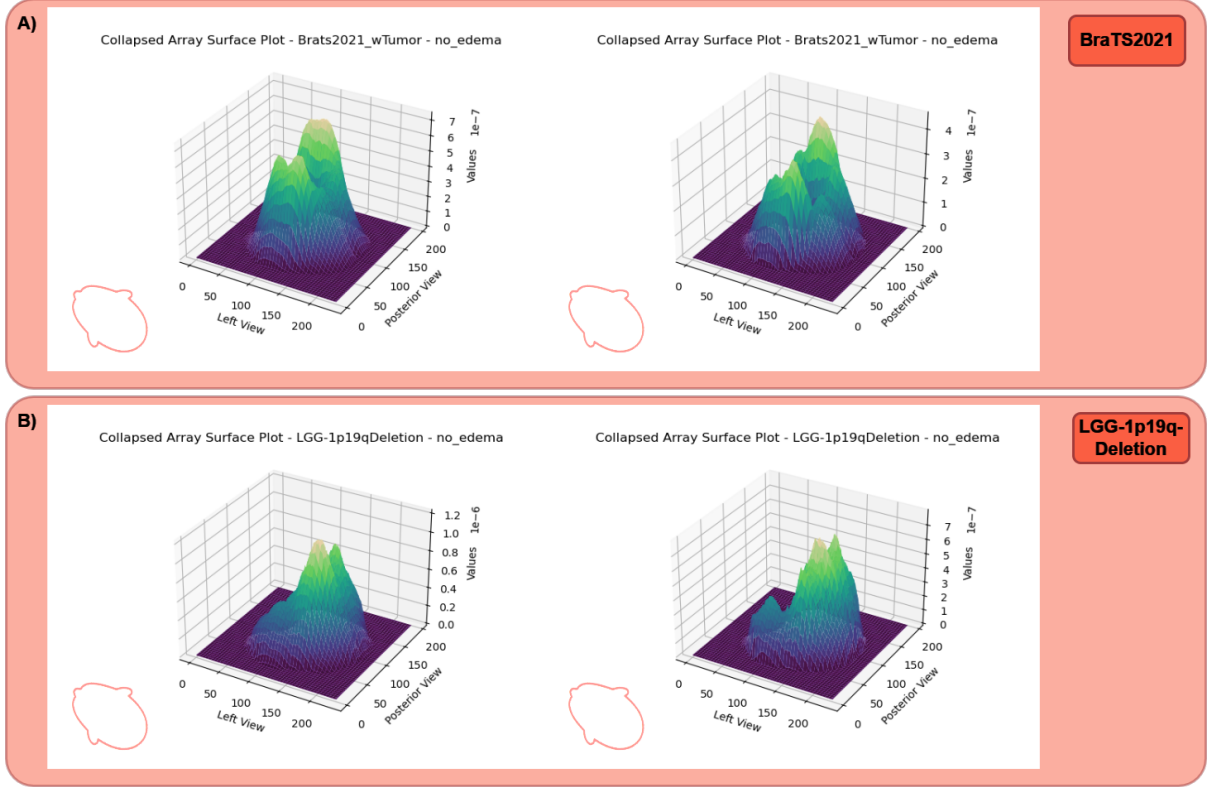 A)
BraTS2021
Collapsed Array Surface Plot - Brats2021_wTumor - no_edema
7
6
5
4
3
2
1
0
Values
1e−7
0
50
100
150
200
Left View
0
50
100
150
200
Posterior View
Collapsed Array Surface Plot - Brats2021_wTumor - no_edema
4
3
2
1
0
Values
1e−7
0
50
100
150
200
Left View
0
50
100
150
200
Posterior View
B)
LGG-1p19q-
Deletion
Collapsed Array Surface Plot - LGG-1p19qDeletion - no_edema
1.2
1.0
0.8
0.6
0.4
0.2
0.0
Values
1e−6
0
50
100
150
200
Left View
0
50
100
150
200
Posterior View
Collapsed Array Surface Plot - LGG-1p19qDeletion - no_edema
7
6
5
4
3
2
1
0
Values
1e−7
0
50
100
150
200
Left View
0
50
100
150
200
Posterior View